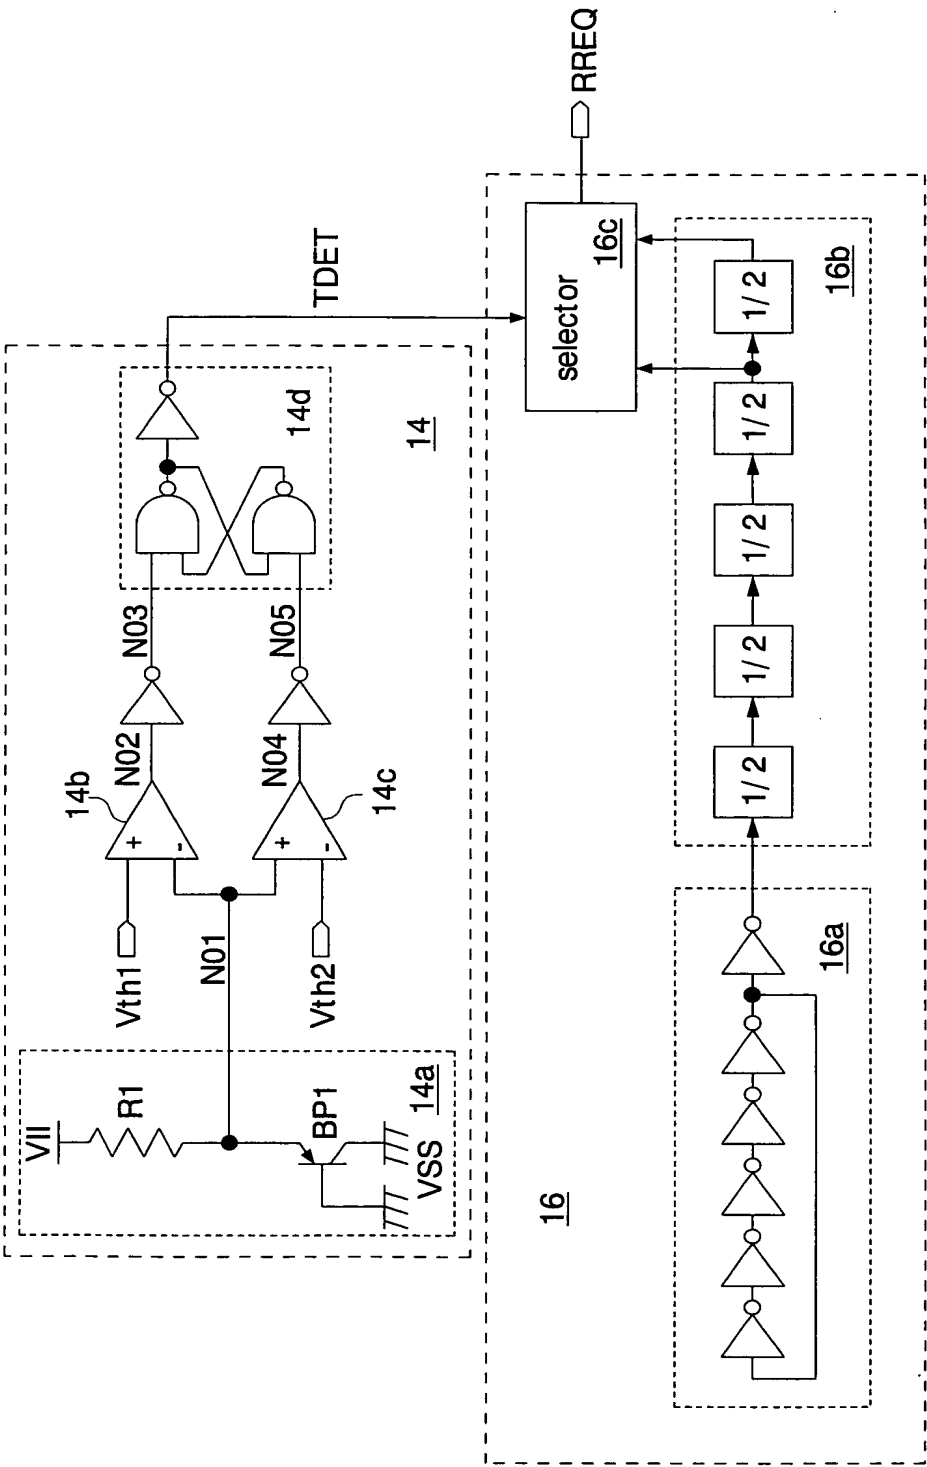 VII
R1
BP1
VSS
14a
N01
Vth1
Vth2
14b
14c
+
-
+
-
N02
N03
N04
N05
14d
14
TDET
16
16a
1/2
1/2
1/2
1/2
1/2
16b
selector
16c
RREQ